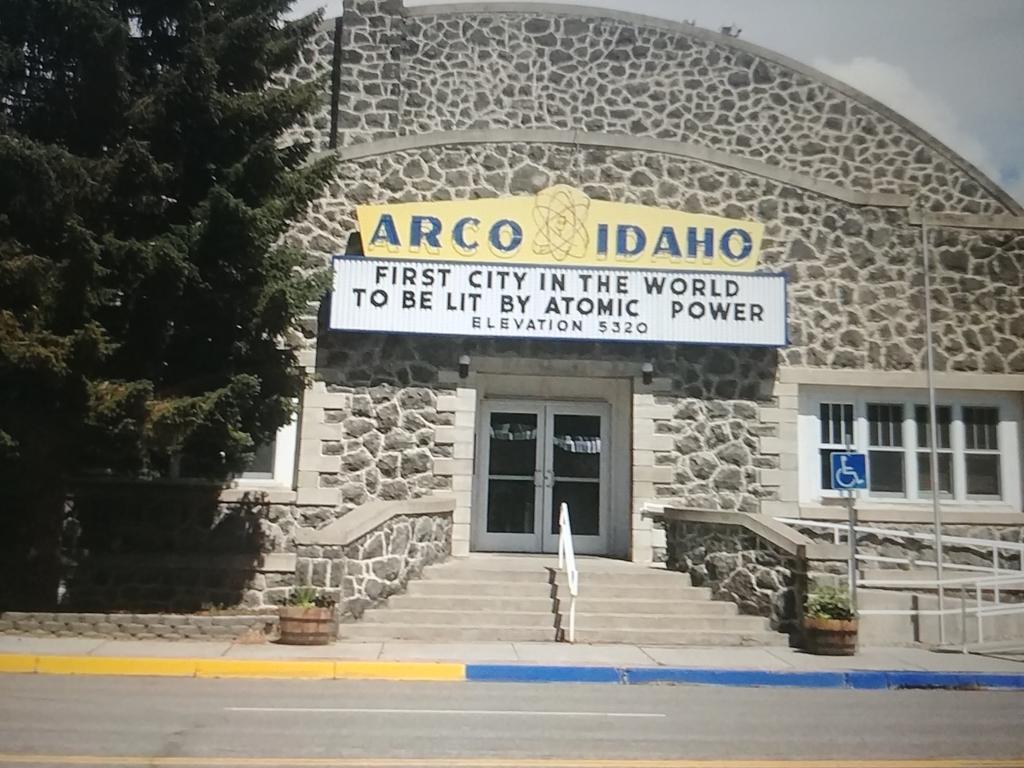 ARCO IDAHO
FIRST CITY IN THE WORLD
TO BE LIT BY ATOMIC POWER
ELEVATION 5320